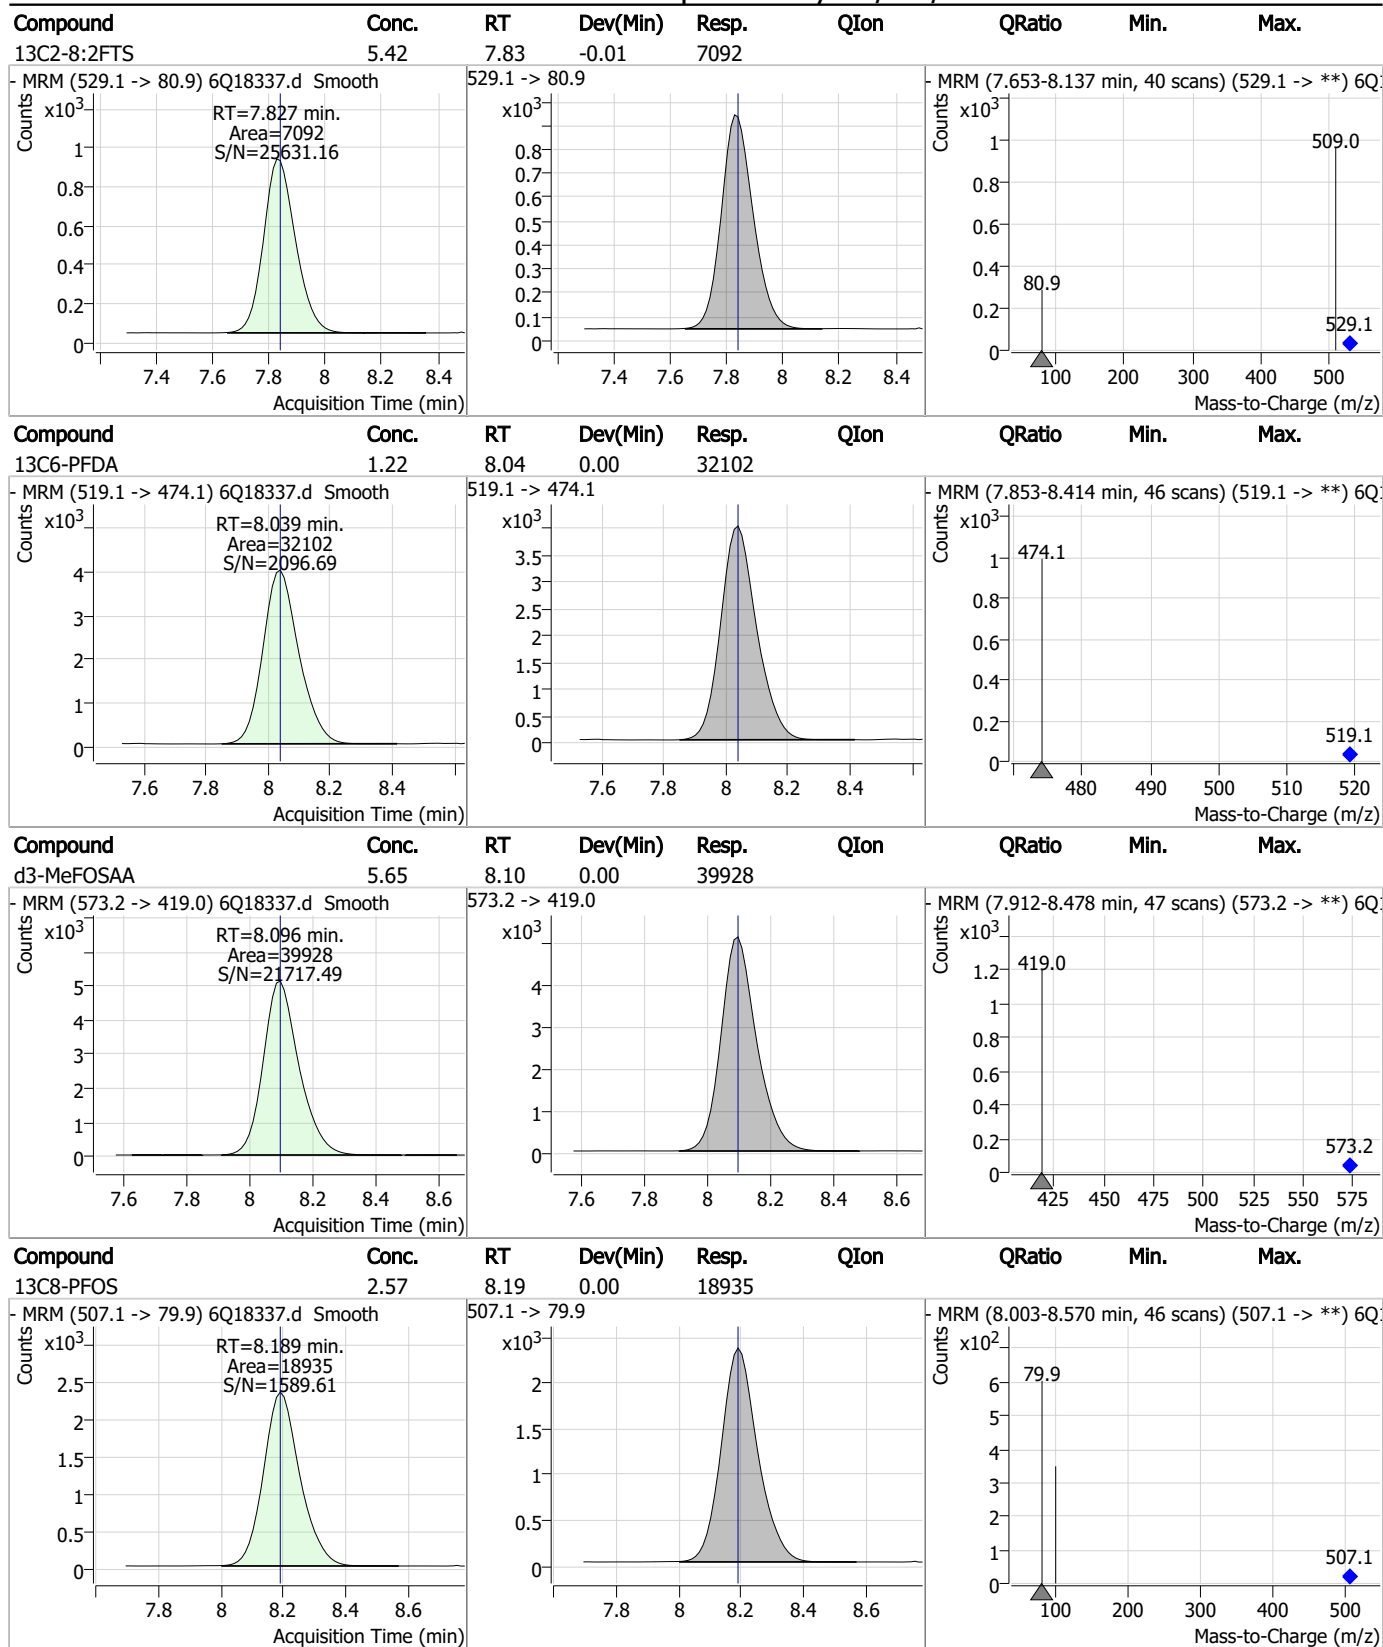 Compound Conc. RT Dev(Min) Resp. QIon QRatio Min. Max.
13C2-8:2FTS 5.42 7.83 -0.01 7092
- MRM (529.1 -> 80.9) 6Q18337.d Smooth
Counts
x10³
RT=7.827 min.
Area=7092
S/N=25631.16
1
0.8
0.6
0.4
0.2
0
7.4 7.6 7.8 8 8.2 8.4
Acquisition Time (min)
529.1 -> 80.9
x10³
0.8
0.7
0.6
0.5
0.4
0.3
0.2
0.1
0
7.4 7.6 7.8 8 8.2 8.4
- MRM (7.653-8.137 min, 40 scans) (529.1 -> **) 6Q
Counts
x10³
1
0.8
0.6
0.4
0.2
0
509.0
80.9
529.1
100 200 300 400 500
Mass-to-Charge (m/z)
Compound Conc. RT Dev(Min) Resp. QIon QRatio Min. Max.
13C6-PFDA 1.22 8.04 0.00 32102
- MRM (519.1 -> 474.1) 6Q18337.d Smooth
Counts
x10³
RT=8.039 min.
Area=32102
S/N=2096.69
4
3
2
1
0
7.6 7.8 8 8.2 8.4
Acquisition Time (min)
519.1 -> 474.1
x10³
3.5
3
2.5
2
1.5
1
0.5
0
7.6 7.8 8 8.2 8.4
- MRM (7.853-8.414 min, 46 scans) (519.1 -> **) 6Q
Counts
x10³
1
0.8
0.6
0.4
0.2
0
474.1
519.1
480 490 500 510 520
Mass-to-Charge (m/z)
Compound Conc. RT Dev(Min) Resp. QIon QRatio Min. Max.
d3-MeFOSAA 5.65 8.10 0.00 39928
- MRM (573.2 -> 419.0) 6Q18337.d Smooth
Counts
x10³
RT=8.096 min.
Area=39928
S/N=21717.49
5
4
3
2
1
0
7.6 7.8 8 8.2 8.4 8.6
Acquisition Time (min)
573.2 -> 419.0
x10³
4
3
2
1
0
7.6 7.8 8 8.2 8.4 8.6
- MRM (7.912-8.478 min, 47 scans) (573.2 -> **) 6Q
Counts
x10³
1.2
1
0.8
0.6
0.4
0.2
0
419.0
573.2
425 450 475 500 525 550 575
Mass-to-Charge (m/z)
Compound Conc. RT Dev(Min) Resp. QIon QRatio Min. Max.
13C8-PFOS 2.57 8.19 0.00 18935
- MRM (507.1 -> 79.9) 6Q18337.d Smooth
Counts
x10³
RT=8.189 min.
Area=18935
S/N=1589.61
2.5
2
1.5
1
0.5
0
7.8 8 8.2 8.4 8.6
Acquisition Time (min)
507.1 -> 79.9
x10³
2
1.5
1
0.5
0
7.8 8 8.2 8.4 8.6
- MRM (8.003-8.570 min, 46 scans) (507.1 -> **) 6Q
Counts
x10²
6
5
4
3
2
1
0
79.9
507.1
100 200 300 400 500
Mass-to-Charge (m/z)